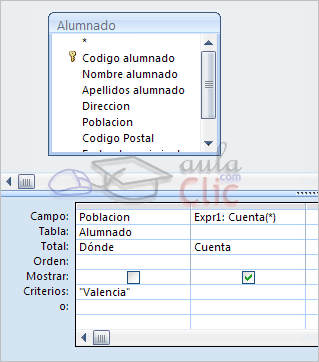 Alumnado
*
Codigo alumnado
Nombre alumnado
Apellidos alumnado
Direccion
Poblacion
Codigo Postal
aula
.com
Clic
Campo: Poblacion Expr1: Cuenta(*)
Tabla: Alumnado
Total: Dónde Cuenta
Orden:
Mostrar:
Criterios: "Valencia"
o: